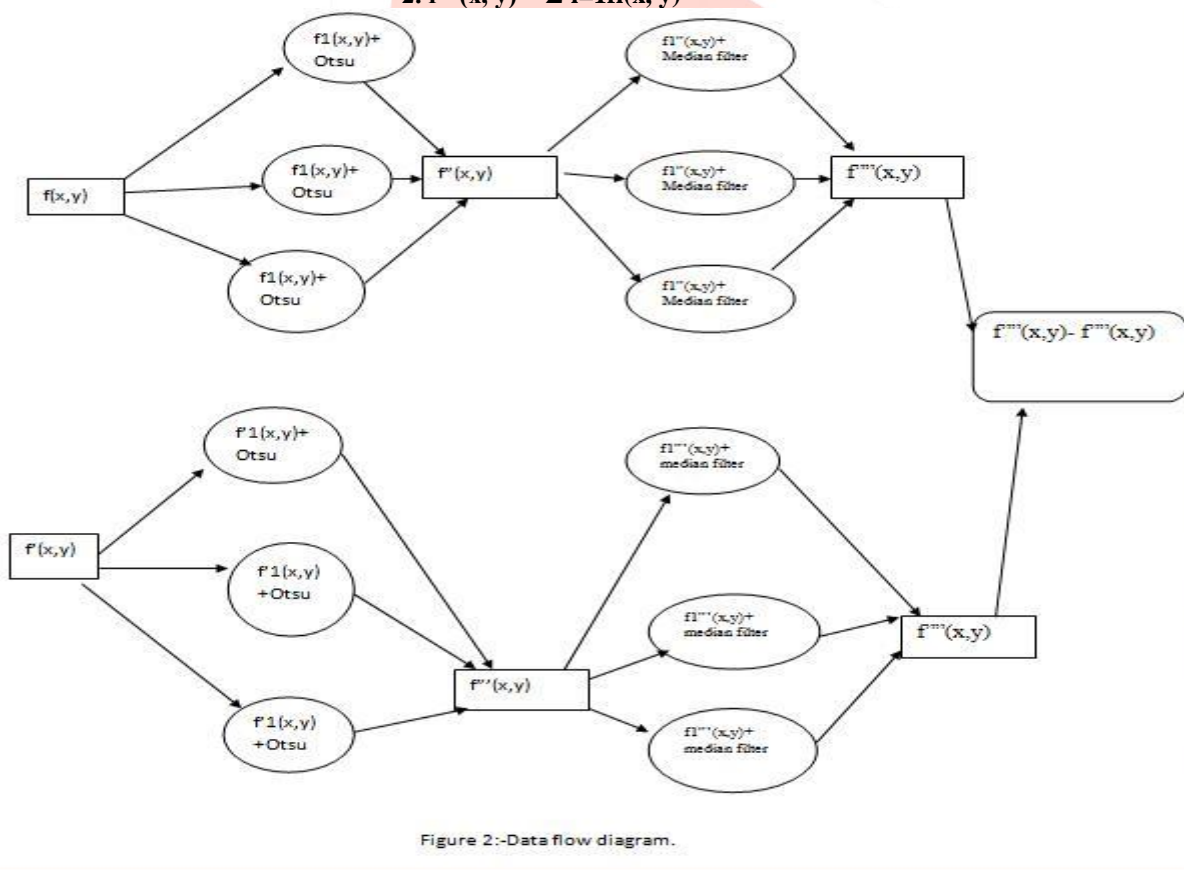 f1(x,y)+
Otsu
f1(x,y)+
Otsu
f1(x,y)+
Otsu
f(x,y)
f''(x,y)
f1''(x,y)+
Median filter
f1''(x,y)+
Median filter
f1''(x,y)+
Median filter
f''''(x,y)
f''''(x,y)- f''''(x,y)
f'1(x,y)+
Otsu
f'1(x,y)
+Otsu
f'1(x,y)
+Otsu
f'(x,y)
f'''(x,y)
f1'''(x,y)+
median filter
f1'''(x,y)+
median filter
f1'''(x,y)+
median filter
f''''(x,y)
Figure 2:-Data flow diagram.